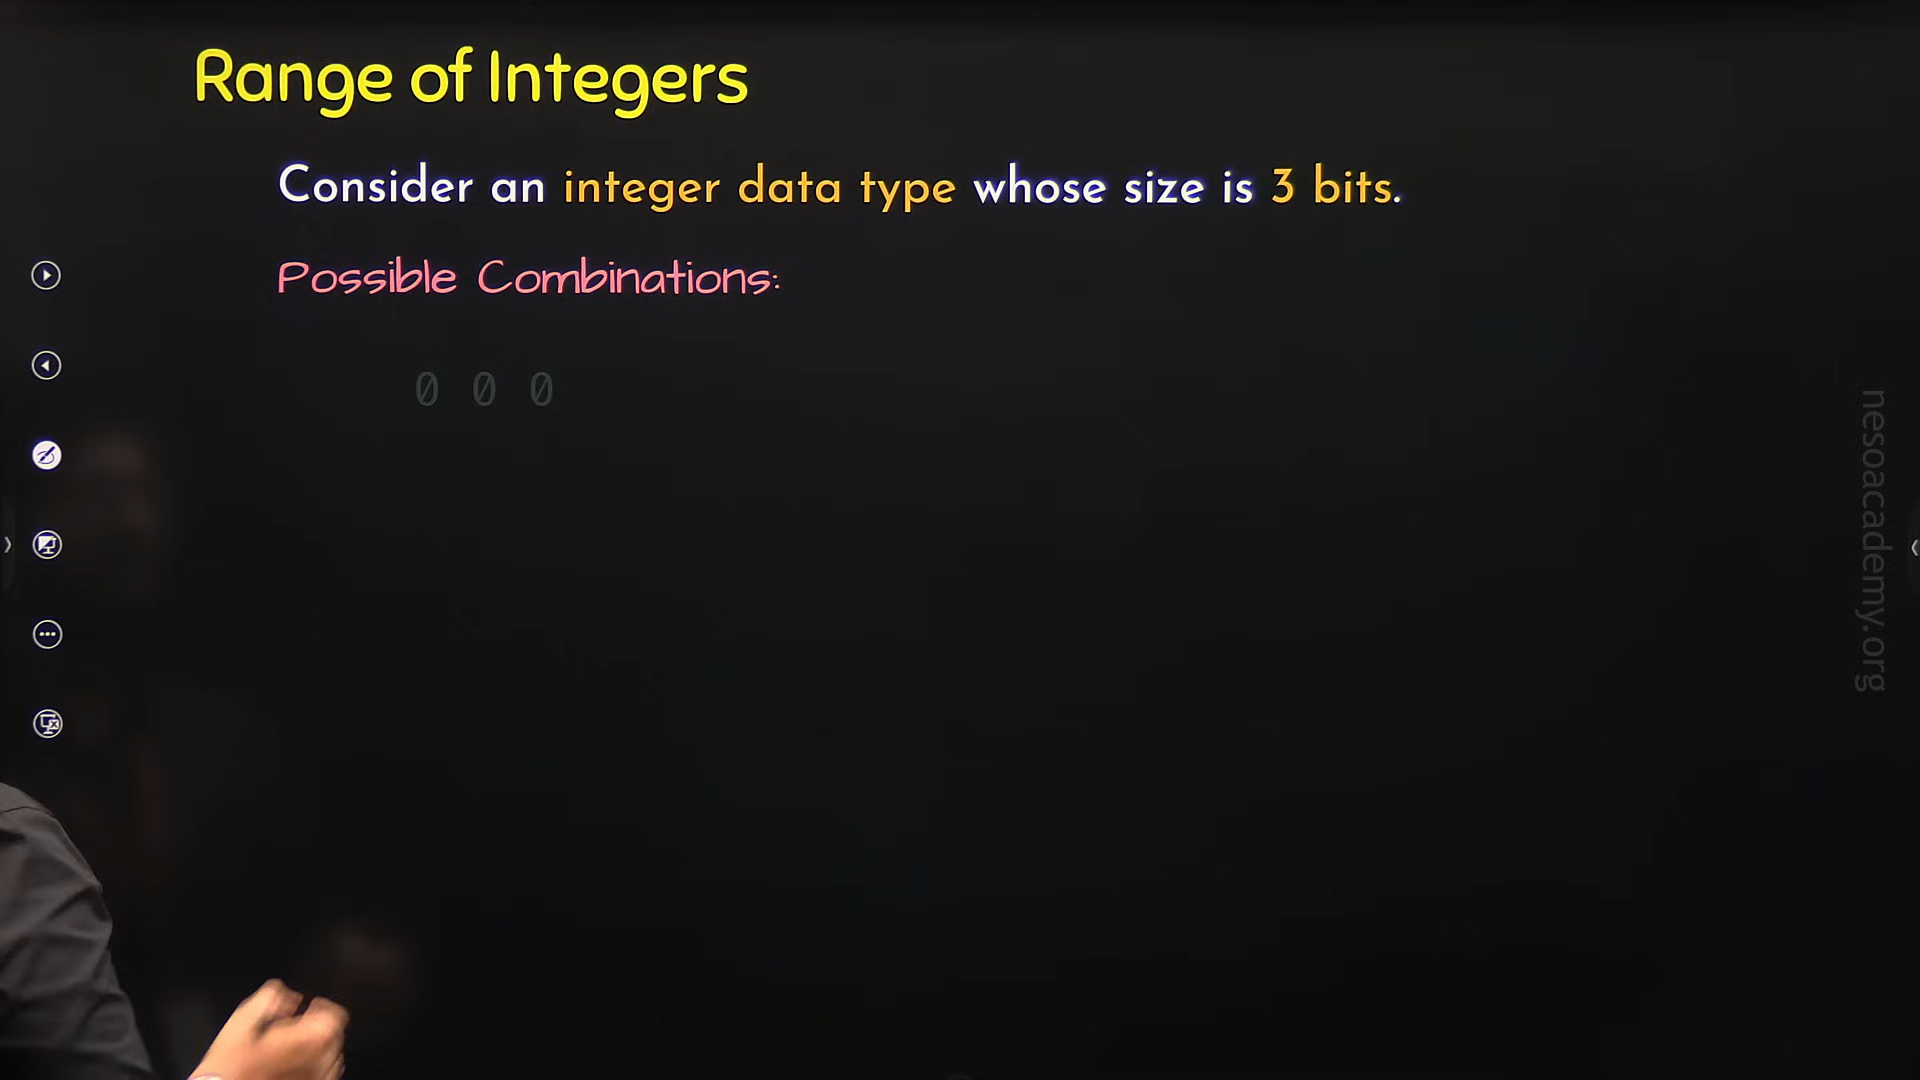 Range of Integers
Consider an integer data type whose size is 3 bits.
Possible Combinations:
0 0 0
nesoacademy.org